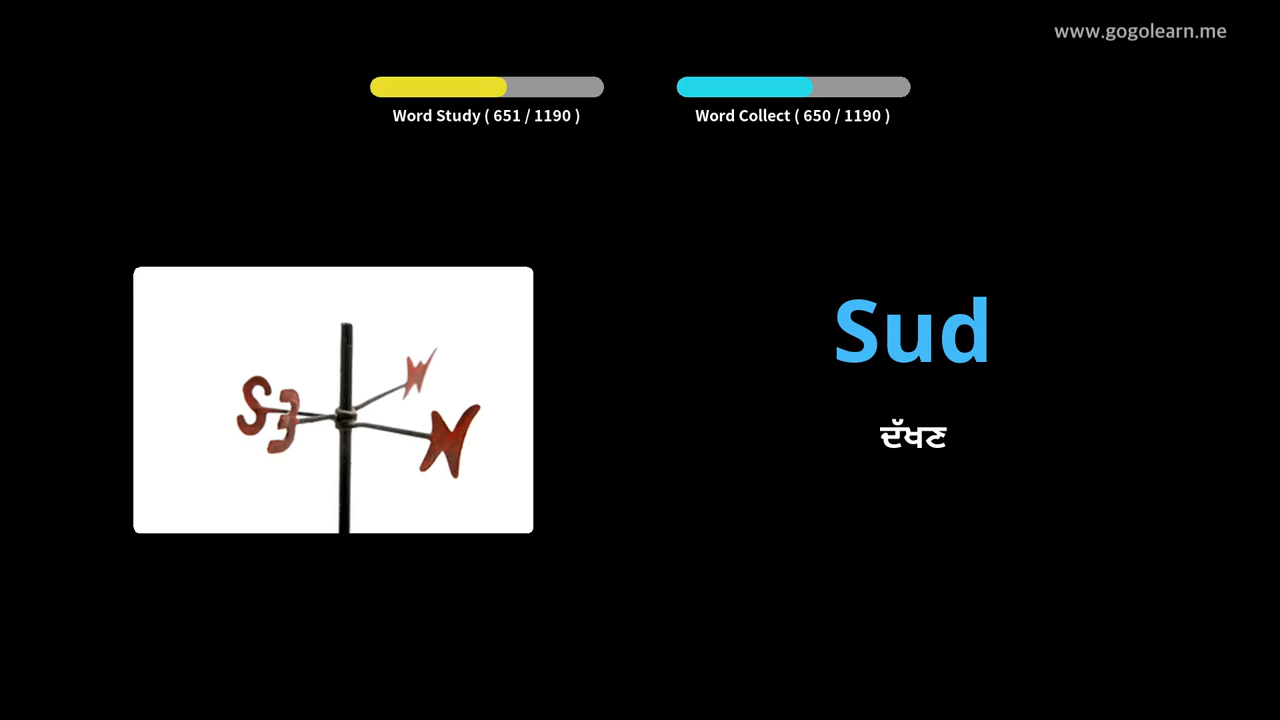 www.gogolearn.me
Word Study ( 651 / 1190 )
Word Collect ( 650 / 1190 )
Sud
ਦੱਖਣ
S
E
N
W